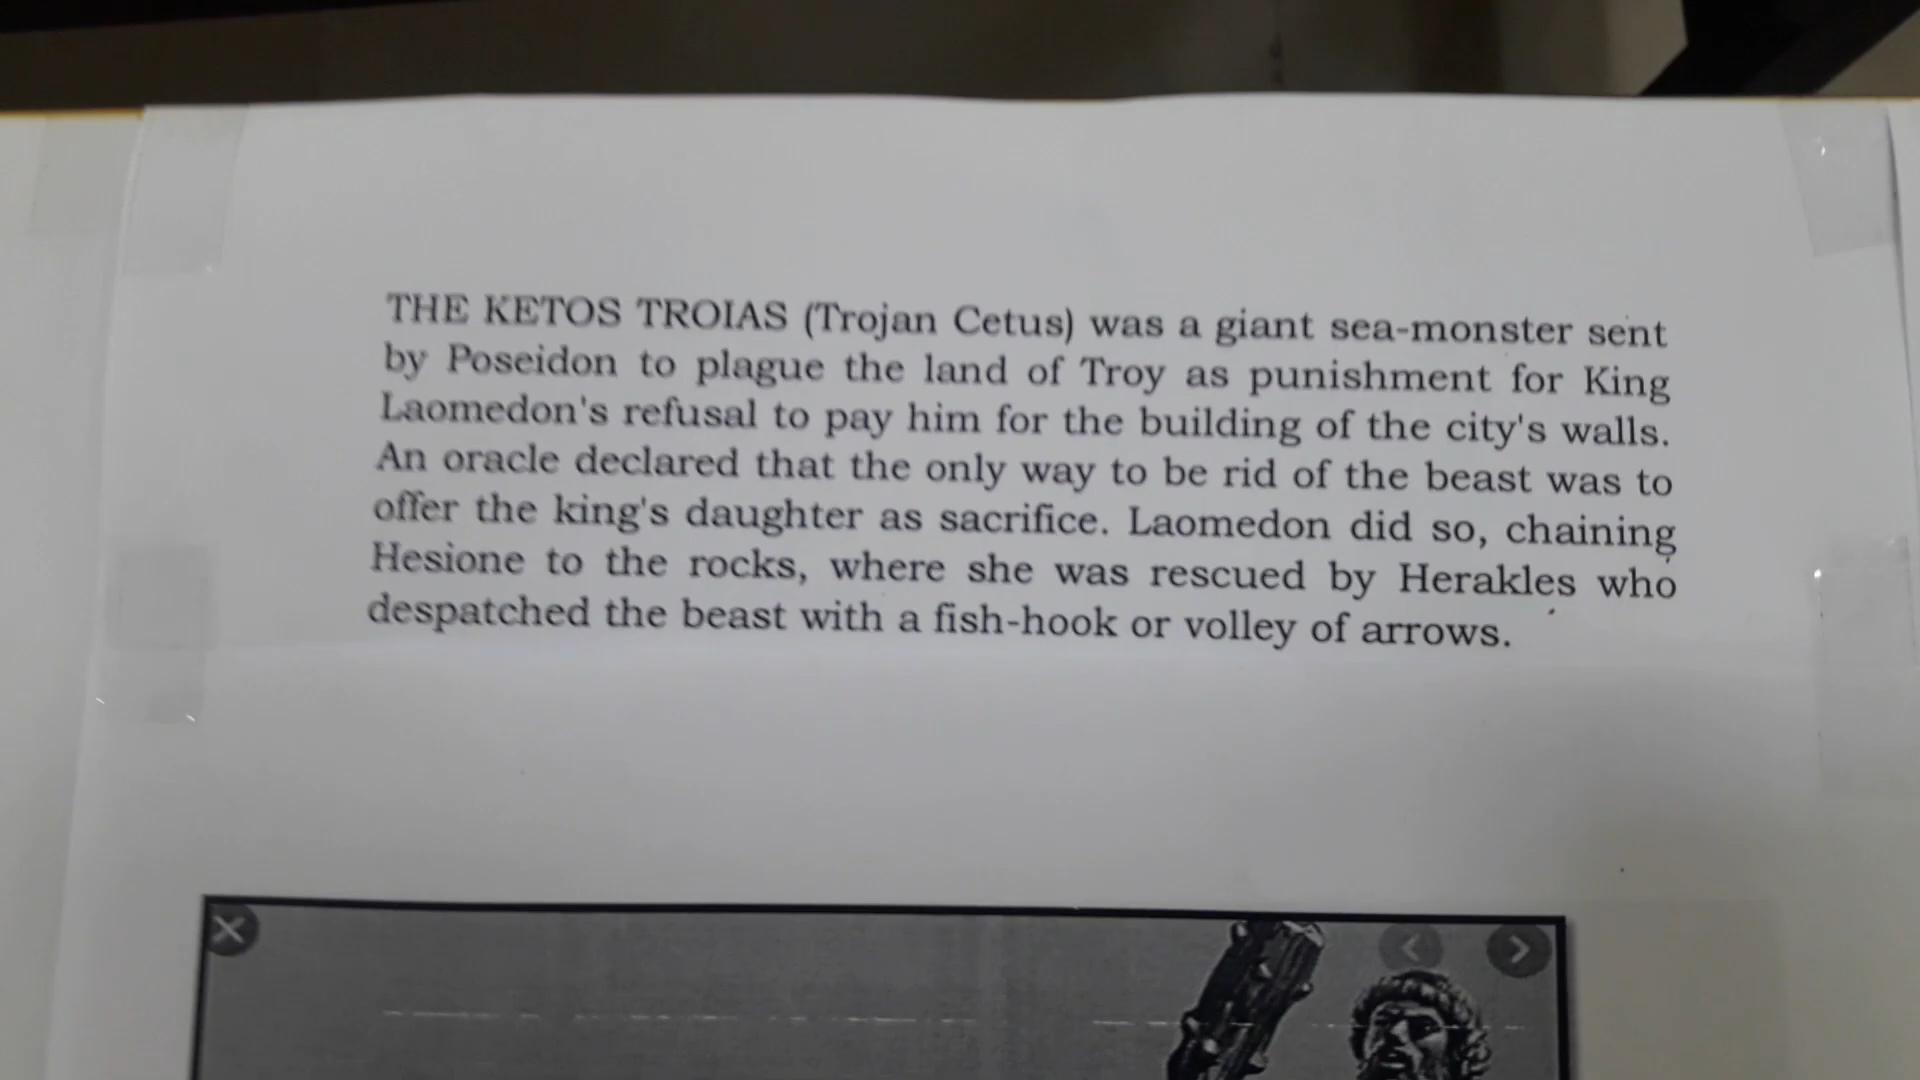 THE KETOS TROIAS (Trojan Cetus) was a giant sea-monster sent
by Poseidon to plague the land of Troy as punishment for King
Laomedon's refusal to pay him for the building of the city's walls.
An oracle declared that the only way to be rid of the beast was to
offer the king's daughter as sacrifice. Laomedon did so, chaining
Hesione to the rocks, where she was rescued by Herakles who
despatched the beast with a fish-hook or volley of arrows.